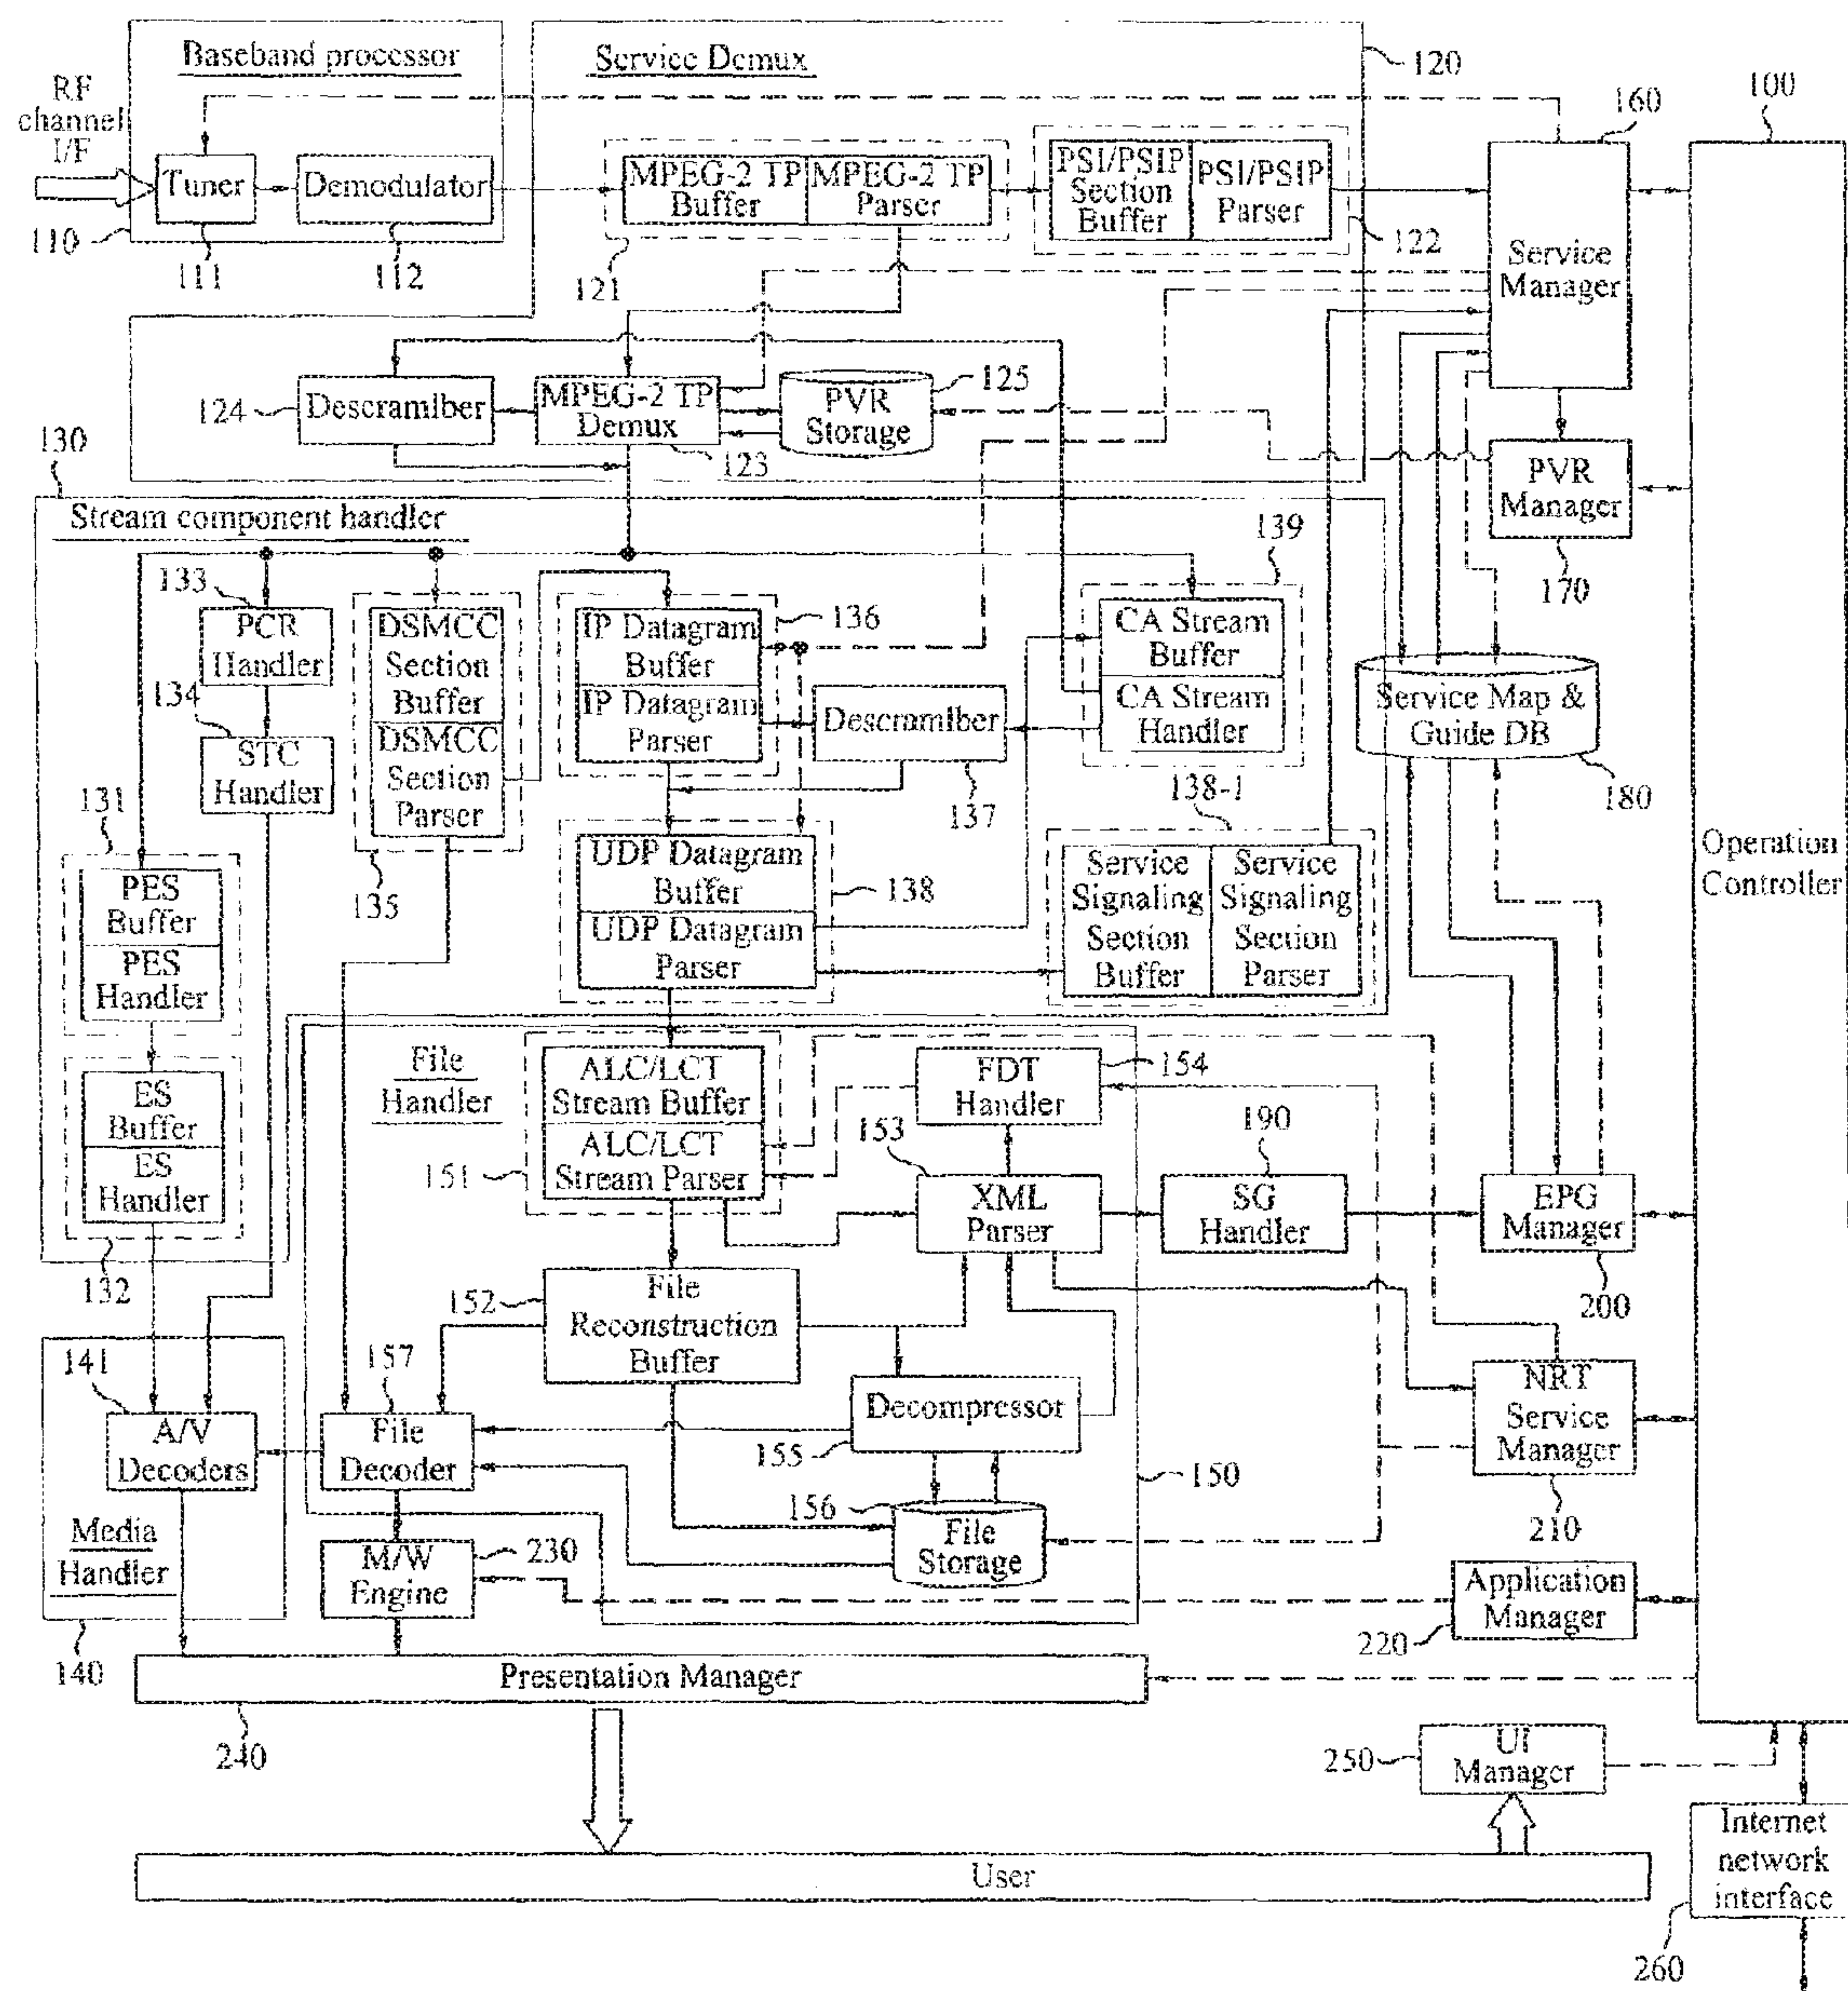 Baseband processor
Service Demux
120
RF
channel
I/F
160
100
Tuner
Demodulator
MPEG-2 TP
Buffer
MPEG-2 TP
Parser
PSI/PSIP
Section
Buffer
PSI/PSIP
Parser
Service
Manager
110
111
112
121
122
124
Descramlber
MPEG-2 TP
Demux
123
PVR
Storage
125
PVR
Manager
170
130
Stream component handler
139
133
PCR
Handler
134
STC
Handler
DSMCC
Section
Buffer
DSMCC
Section
Parser
135
IP Datagram
Buffer
IP Datagram
Parser
136
Descramlber
137
CA Stream
Buffer
CA Stream
Handler
Service Map &
Guide DB
180
138-1
131
PES
Buffer
PES
Handler
UDP Datagram
Buffer
UDP Datagram
Parser
138
Service
Signaling
Section
Buffer
Service
Signaling
Section
Parser
Operation
Controller
ES
Buffer
ES
Handler
132
File
Handler
ALC/LCT
Stream Buffer
ALC/LCT
Stream Parser
151
FDT
Handler
154
153
XML
Parser
190
SG
Handler
EPG
Manager
200
152
File
Reconstruction
Buffer
141
A/V
Decoders
157
File
Decoder
Decompressor
155
150
NRT
Service
Manager
210
156
File
Storage
Media
Handler
140
M/W
Engine
230
Application
Manager
220
Presentation Manager
240
250
UI
Manager
User
Internet
network
interface
260